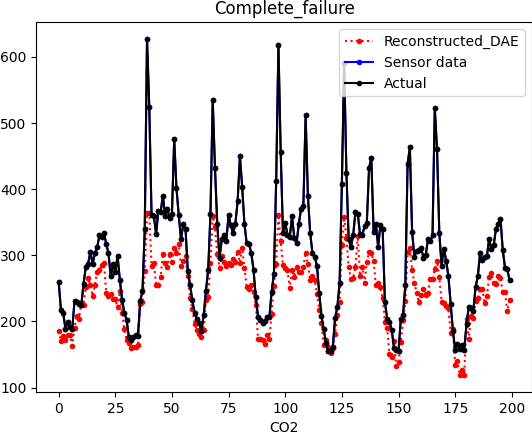 Complete_failure
Reconstructed_DAE
Sensor data
Actual
600
500
400
300
200
100
0 25 50 75 100 125 150 175 200
CO2